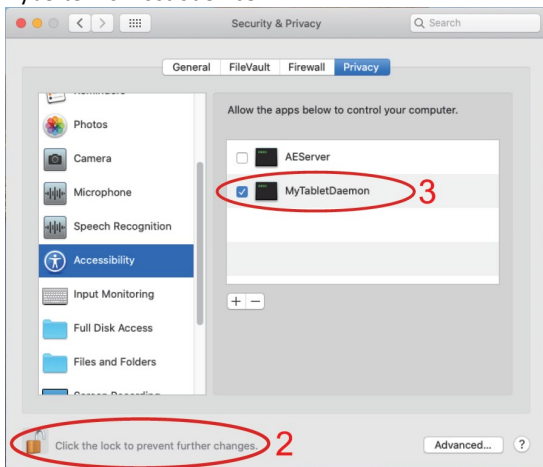 Security & Privacy
Search
General
FileVault
Firewall
Privacy
Allow the apps below to control your computer.
Photos
Camera
Microphone
Speech Recognition
Accessibility
Input Monitoring
Full Disk Access
Files and Folders
AEServer
MyTabletDaemon
3
+ −
Click the lock to prevent further changes.
2
Advanced...
?